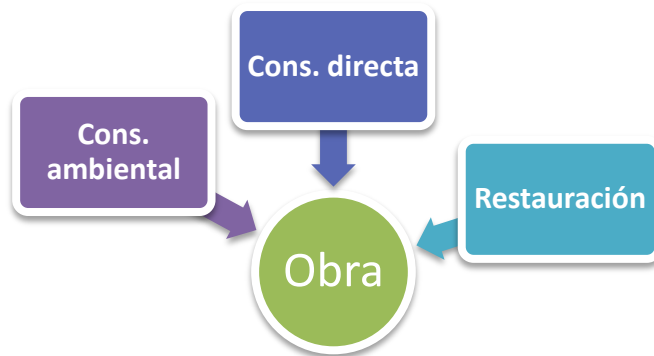 Cons. directa
Cons.
ambiental
Restauración
Obra